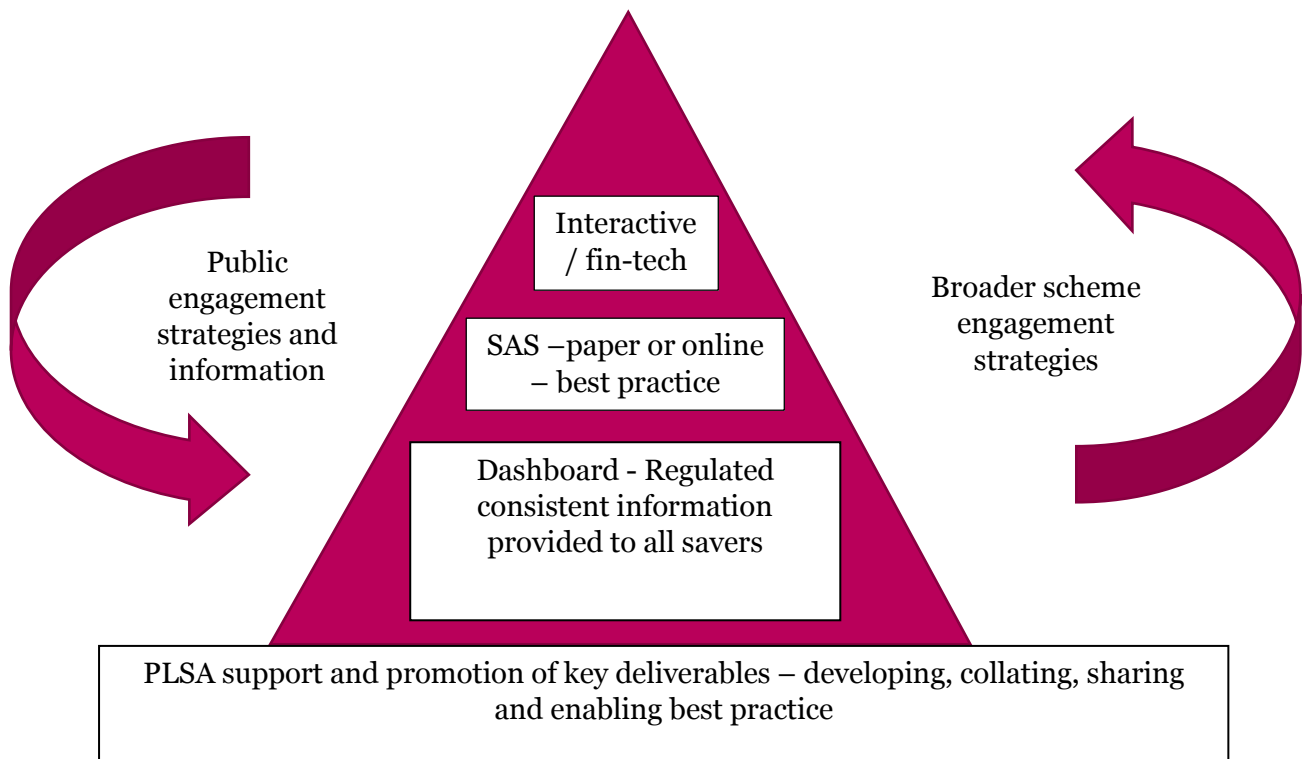 Interactive
/ fin-tech
Public
engagement
strategies and
information
Broader scheme
engagement
strategies
SAS –paper or online
– best practice
Dashboard - Regulated
consistent information
provided to all savers
PLSA support and promotion of key deliverables – developing, collating, sharing
and enabling best practice